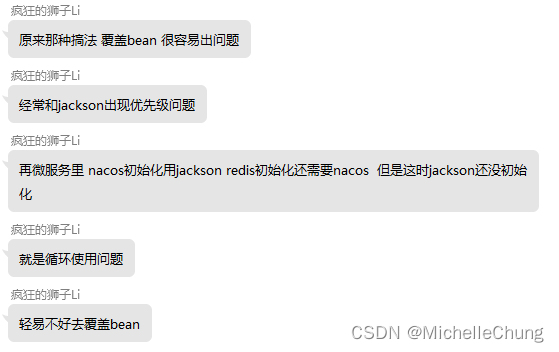 疯狂的狮子Li
原来那种搞法 覆盖bean 很容易出问题
疯狂的狮子Li
经常和jackson出现优先级问题
疯狂的狮子Li
再微服务里 nacos初始化用jackson redis初始化还需要nacos 但是这时jackson还没初始
化
疯狂的狮子Li
就是循环使用问题
疯狂的狮子Li
轻易不好去覆盖bean
CSDN @MichelleChung